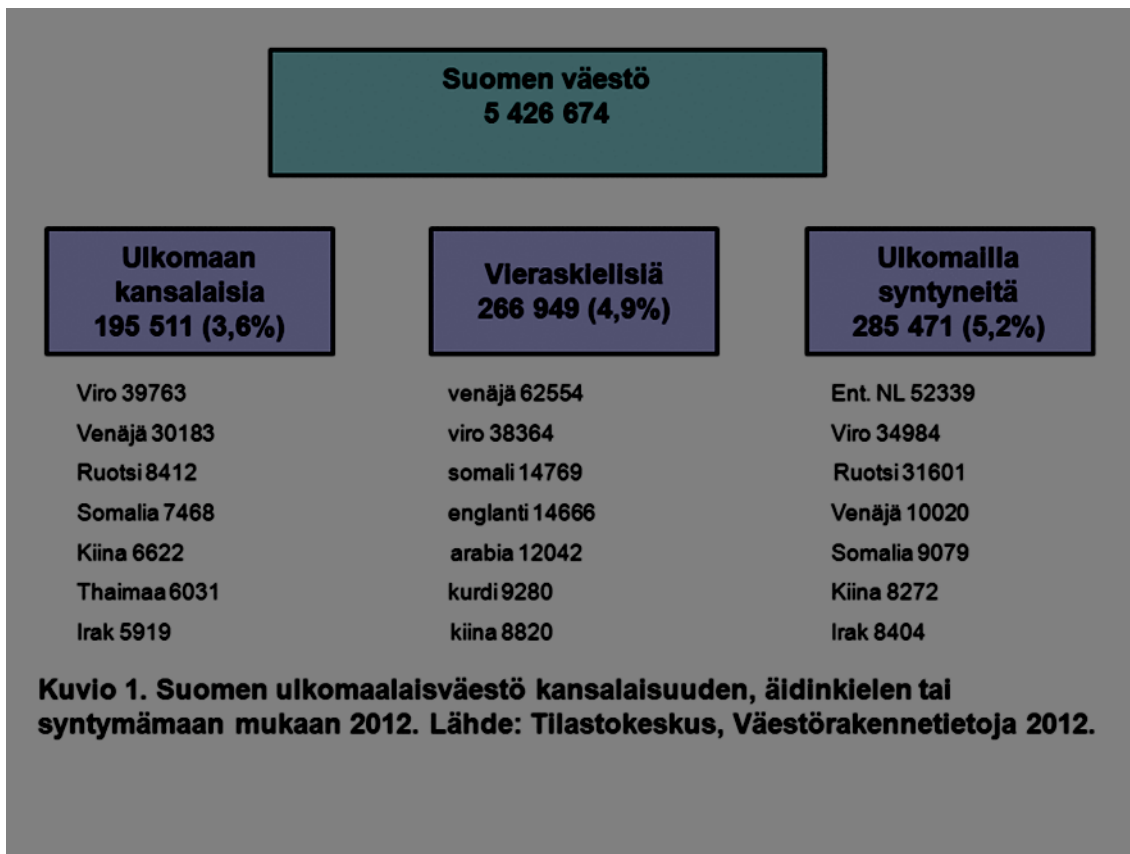 Suomen väestö
5 426 674
Ulkomaan
kansalaisia
195 511 (3,6%)
Vieraskielisiä
266 949 (4,9%)
Ulkomailla
syntyneitä
285 471 (5,2%)
Viro 39763
Venäjä 30183
Ruotsi 8412
Somalia 7468
Kiina 6622
Thaimaa 6031
Irak 5919
venäjä 62554
viro 38364
somali 14769
englanti 14666
arabia 12042
kurdi 9280
kiina 8820
Ent. NL 52339
Viro 34984
Ruotsi 31601
Venäjä 10020
Somalia 9079
Kiina 8272
Irak 8404
Kuvio 1. Suomen ulkomaalaisväestö kansalaisuuden, äidinkielen tai
syntymämaan mukaan 2012. Lähde: Tilastokeskus, Väestörakennetietoja 2012.